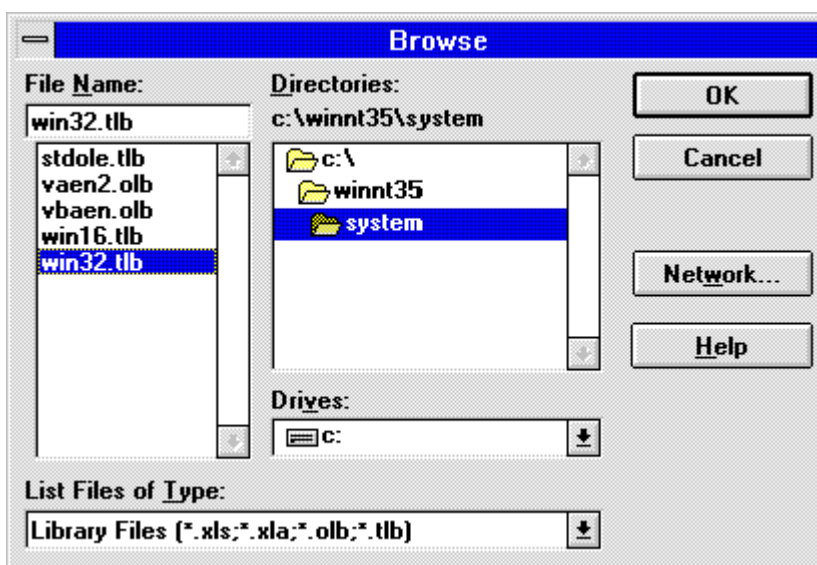 Browse
File Name:
win32.tlb
stdole.tlb
vaen2.olb
vbaen.olb
win16.tlb
win32.tlb
Directories:
c:\winnt35\system
c:\
winnt35
system
Drives:
c:
List Files of Type:
Library Files (*.xls;*.xla;*.olb;*.tlb)
OK
Cancel
Network...
Help